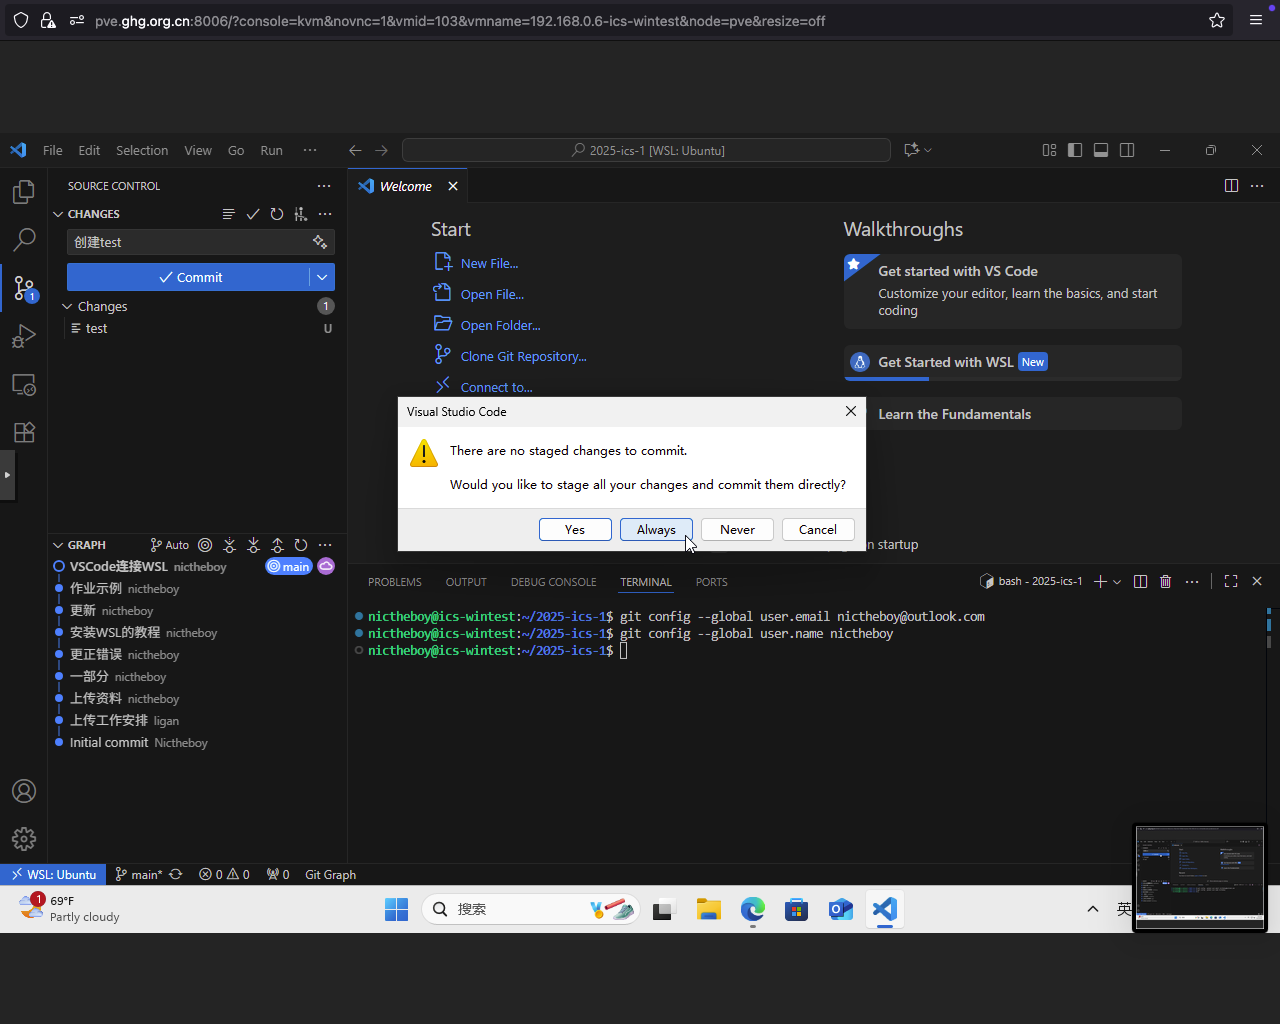 pve.ghg.org.cn:8006/?console=kvm&novnc=1&vmid=103&vmname=192.168.0.6-ics-wintest&node=pve&resize=off
File Edit Selection View Go Run ··· 2025-ics-1 [WSL: Ubuntu]
SOURCE CONTROL
CHANGES
创建test
Commit
Changes 1
test U
1
Welcome
Start
New File...
Open File...
Open Folder...
Clone Git Repository...
Connect to...
Walkthroughs
Get started with VS Code
Customize your editor, learn the basics, and start
coding
Get Started with WSL New
Learn the Fundamentals
n startup
Visual Studio Code
There are no staged changes to commit.
Would you like to stage all your changes and commit them directly?
Yes Always Never Cancel
GRAPH Auto
VSCode连接WSL nictheboy main
作业示例 nictheboy
更新 nictheboy
安装WSL的教程 nictheboy
更正错误 nictheboy
一部分 nictheboy
上传资料 nictheboy
上传工作安排 ligan
Initial commit Nictheboy
PROBLEMS OUTPUT DEBUG CONSOLE TERMINAL PORTS bash - 2025-ics-1
nictheboy@ics-wintest:~/2025-ics-1$ git config --global user.email nictheboy@outlook.com
nictheboy@ics-wintest:~/2025-ics-1$ git config --global user.name nictheboy
nictheboy@ics-wintest:~/2025-ics-1$
WSL: Ubuntu main* 0 0 0 Git Graph
1
69°F
Partly cloudy
搜索
英